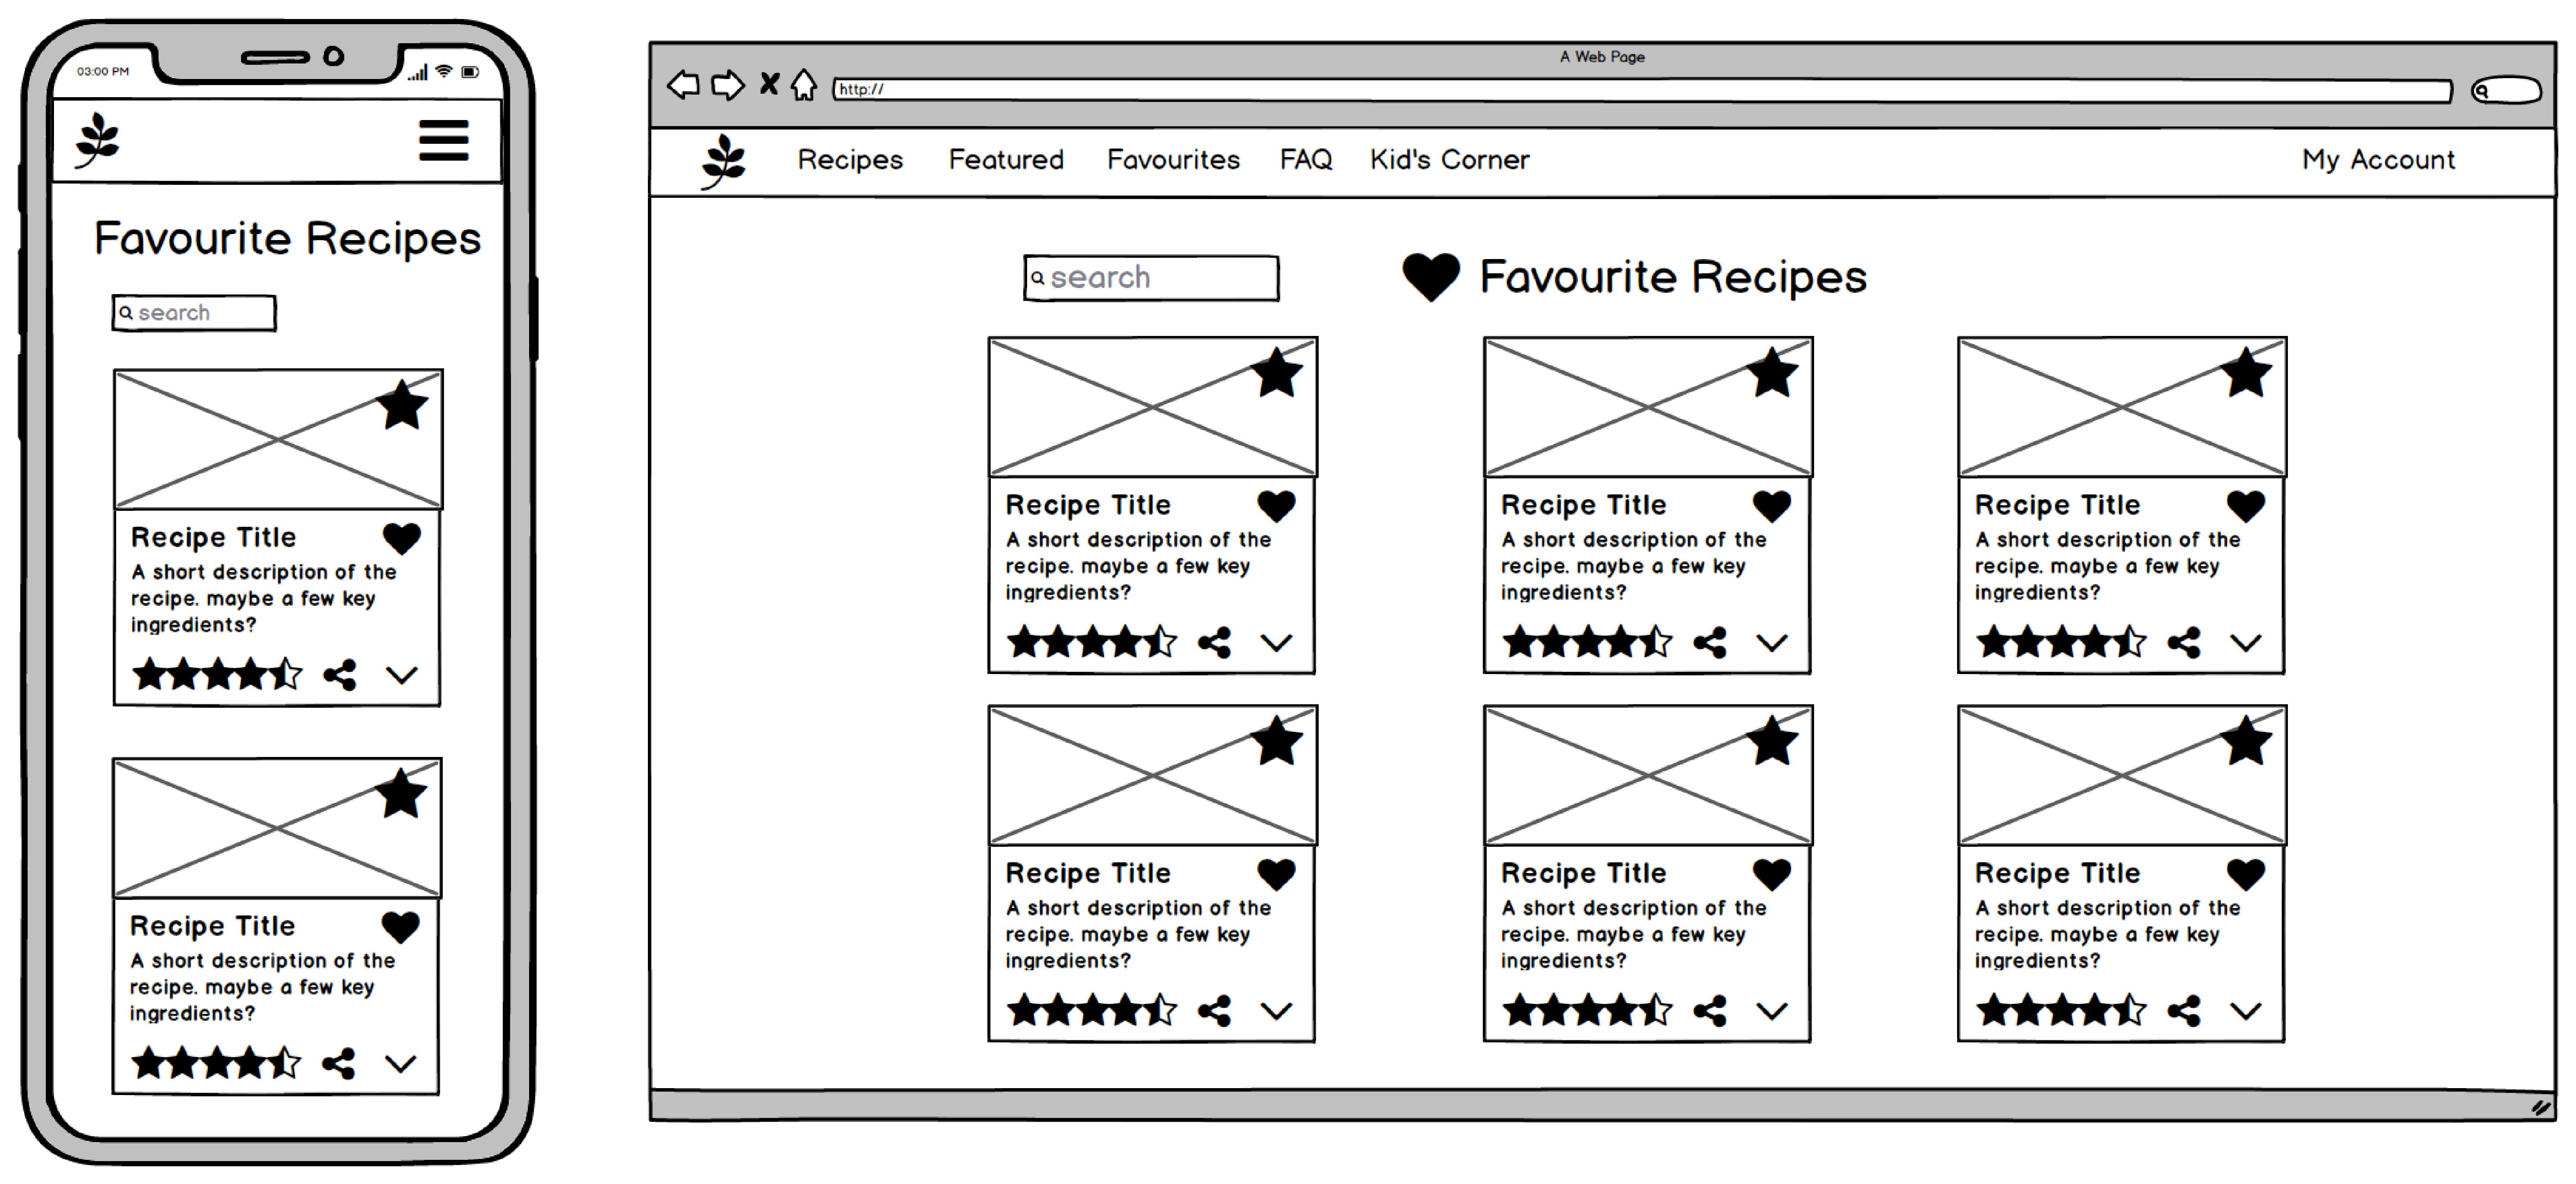 03:00 PM
Favourite Recipes
search
Recipe Title
A short description of the
recipe. maybe a few key
ingredients?
Recipe Title
A short description of the
recipe. maybe a few key
ingredients?
A Web Page
http://
Recipes Featured Favourites FAQ Kid's Corner My Account
search Favourite Recipes
Recipe Title
A short description of the
recipe. maybe a few key
ingredients?
Recipe Title
A short description of the
recipe. maybe a few key
ingredients?
Recipe Title
A short description of the
recipe. maybe a few key
ingredients?
Recipe Title
A short description of the
recipe. maybe a few key
ingredients?
Recipe Title
A short description of the
recipe. maybe a few key
ingredients?
Recipe Title
A short description of the
recipe. maybe a few key
ingredients?